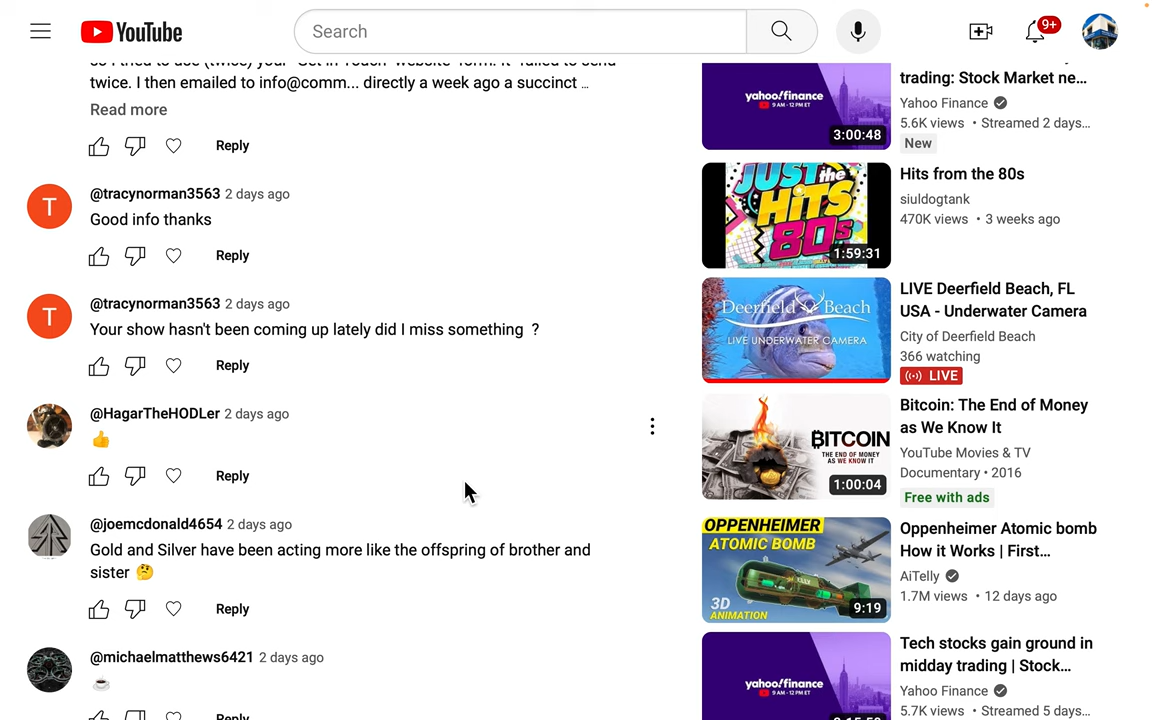 YouTube
Search
9+
so I tried to use (twice) your "Get in Touch" website form. It "failed to send"
twice. I then emailed to info@comm... directly a week ago a succinct ...
Read more
Reply
@tracynorman3563 2 days ago
Good info thanks
Reply
@tracynorman3563 2 days ago
Your show hasn't been coming up lately did I miss something ?
Reply
@HagarTheHODLer 2 days ago
👍
Reply
@joemcdonald4654 2 days ago
Gold and Silver have been acting more like the offspring of brother and
sister 🤔
Reply
@michaelmatthews6421 2 days ago
☕
Reply
yahoo!finance
9 AM - 12 PM ET
3:00:48
trading: Stock Market ne...
Yahoo Finance
5.6K views • Streamed 2 days...
New
JUST the
HITS
80s
1:59:31
Hits from the 80s
siuldogtank
470K views • 3 weeks ago
Deerfield Beach
LIVE UNDERWATER CAMERA
LIVE Deerfield Beach, FL
USA - Underwater Camera
City of Deerfield Beach
366 watching
LIVE
BITCOIN
THE END OF MONEY
AS WE KNOW IT
1:00:04
Bitcoin: The End of Money
as We Know It
YouTube Movies & TV
Documentary • 2016
Free with ads
OPPENHEIMER
ATOMIC BOMB
3D
ANIMATION
9:19
Oppenheimer Atomic bomb
How it Works | First...
AiTelly
1.7M views • 12 days ago
yahoo!finance
9 AM - 12 PM ET
Tech stocks gain ground in
midday trading | Stock...
Yahoo Finance
5.7K views • Streamed 5 days...